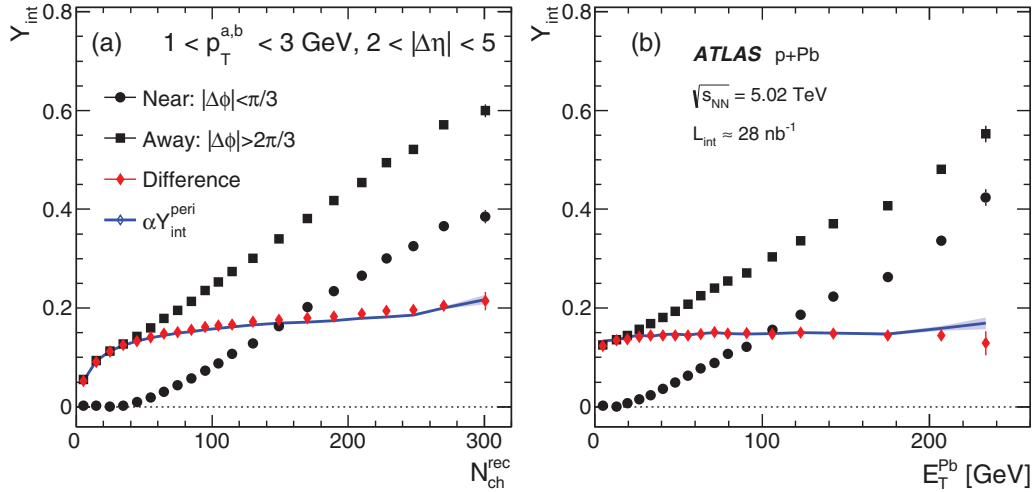 Y_int
(a) 1 < p_T^{a,b} < 3 GeV, 2 < |Δη| < 5
Near: |Δϕ|<π/3
Away: |Δϕ|>2π/3
Difference
αY_int^peri
0.8
0.6
0.4
0.2
0
0 100 200 300
N_ch^rec
Y_int
(b)
ATLAS p+Pb
√s_NN = 5.02 TeV
L_int ≈ 28 nb⁻¹
0.8
0.6
0.4
0.2
0
0 100 200
E_T^Pb [GeV]